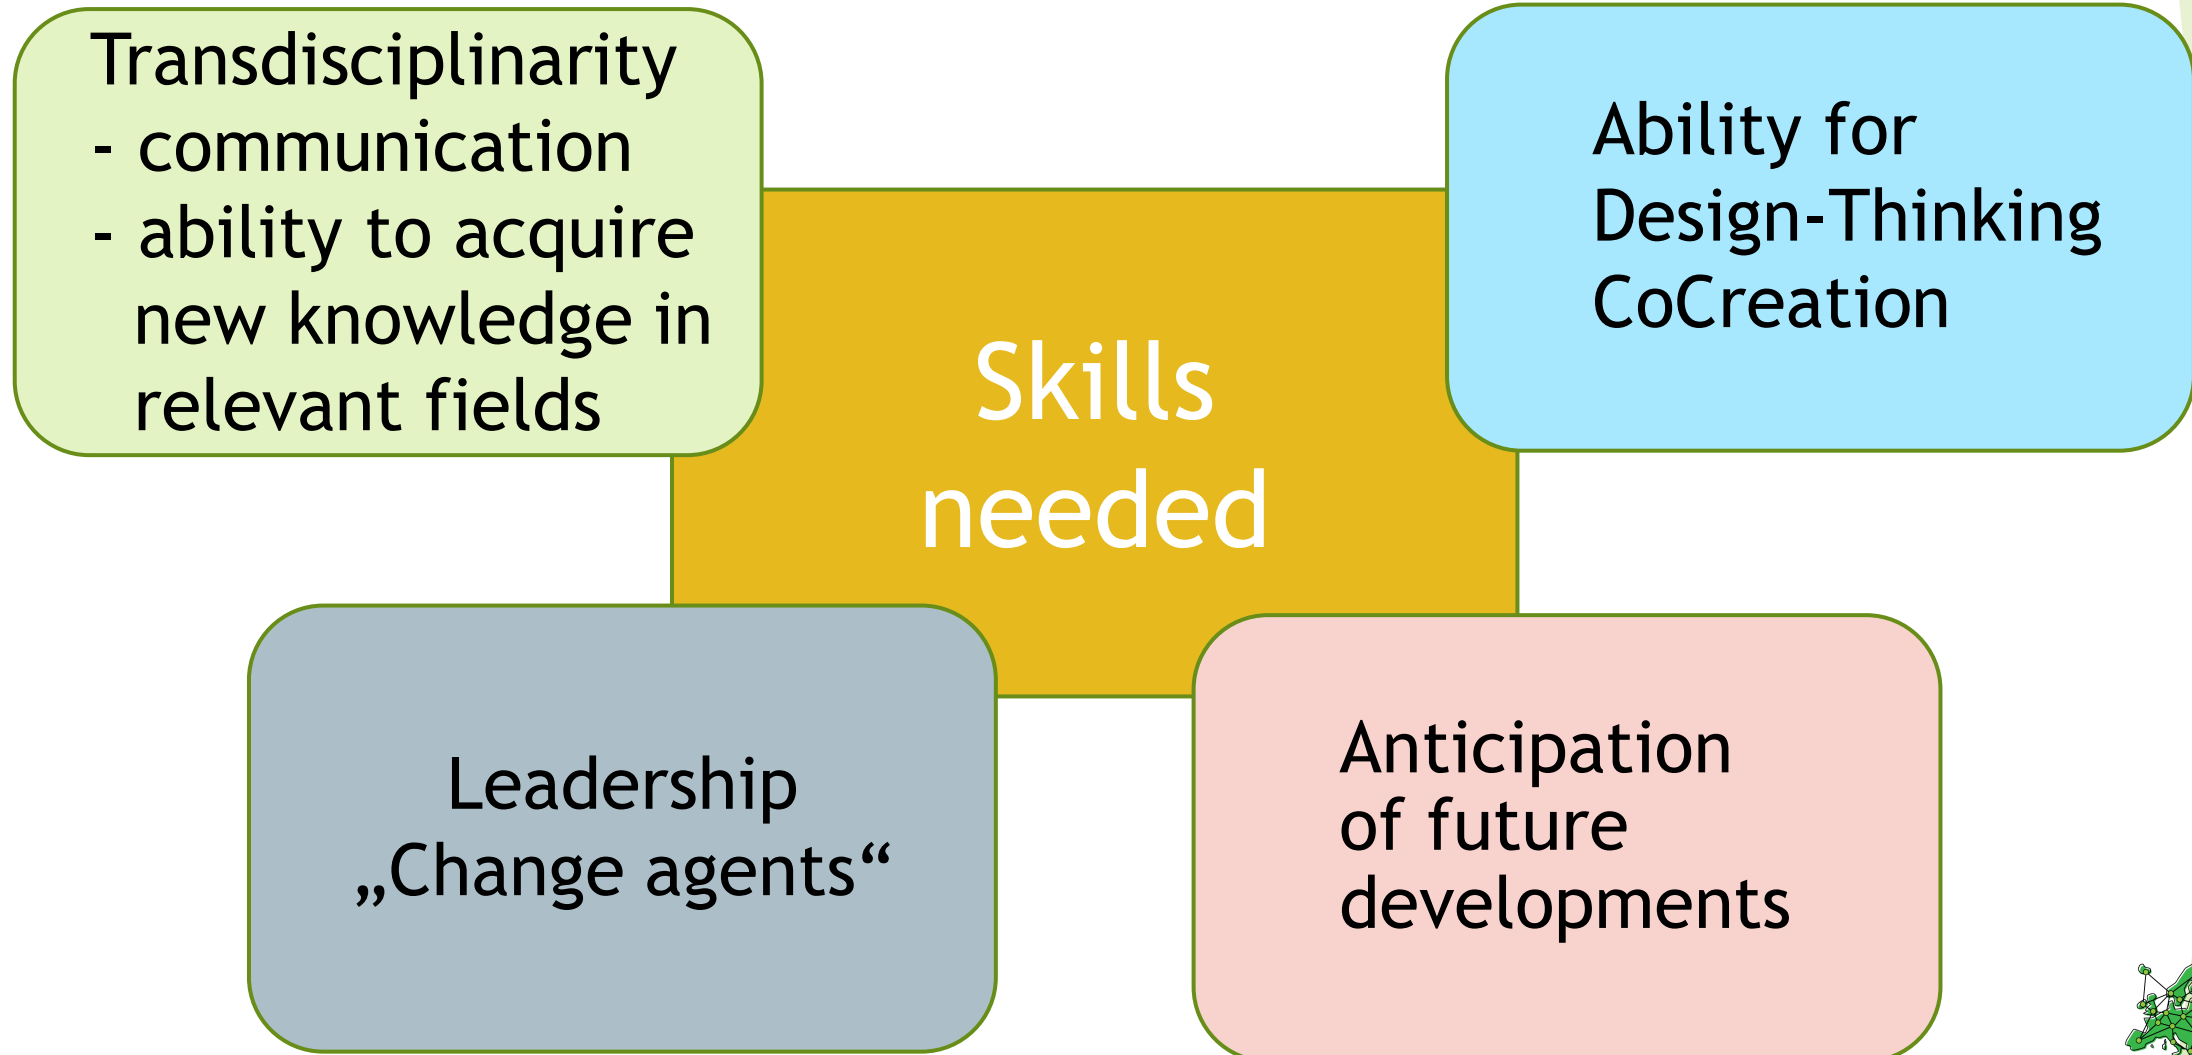 Transdisciplinarity
- communication
- ability to acquire
new knowledge in
relevant fields
Ability for
Design-Thinking
CoCreation
Skills
needed
Leadership
„Change agents“
Anticipation
of future
developments